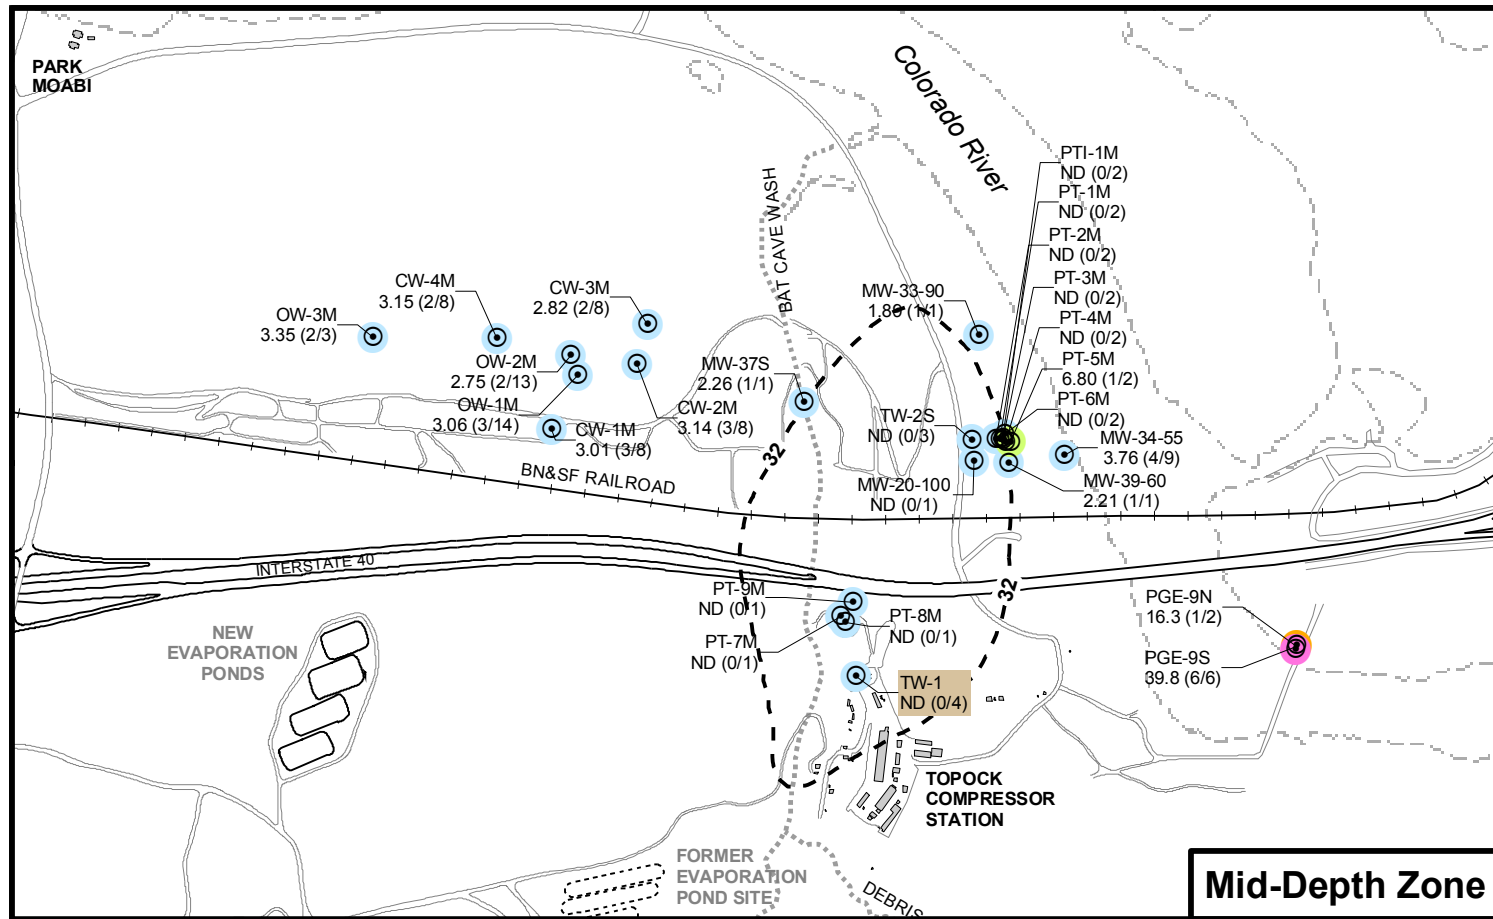 PARK
MOABI
Colorado River
BAT CAVE WASH
PTI-1M
ND (0/2)
PT-1M
ND (0/2)
PT-2M
ND (0/2)
PT-3M
ND (0/2)
PT-4M
ND (0/2)
PT-5M
6.80 (1/2)
PT-6M
ND (0/2)
MW-33-90
1.80 (1/1)
CW-4M
3.15 (2/8)
CW-3M
2.82 (2/8)
OW-3M
3.35 (2/3)
OW-2M
2.75 (2/13)
OW-1M
3.06 (3/14)
CW-1M
3.01 (3/8)
CW-2M
3.14 (3/8)
MW-37S
2.26 (1/1)
TW-2S
ND (0/3)
MW-20-100
ND (0/1)
MW-34-55
3.76 (4/9)
MW-39-60
2.21 (1/1)
32
BN&SF RAILROAD
INTERSTATE 40
32
PT-9M
ND (0/1)
PT-8M
ND (0/1)
PT-7M
ND (0/1)
TW-1
ND (0/4)
PGE-9N
16.3 (1/2)
PGE-9S
39.8 (6/6)
NEW
EVAPORATION
PONDS
TOPOCK
COMPRESSOR
STATION
FORMER
EVAPORATION
POND SITE
DEBRIS
Mid-Depth Zone